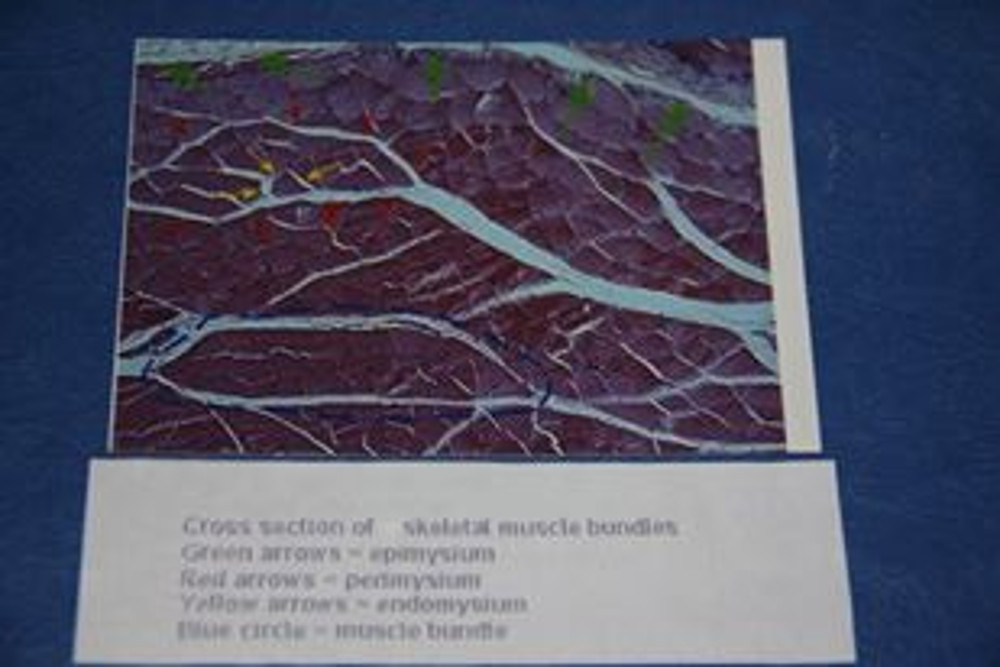 Cross section of skeletal muscle bundles
Green arrows = epimysium
Red arrows = perimysium
Yellow arrows = endomysium
Blue circle = muscle bundle